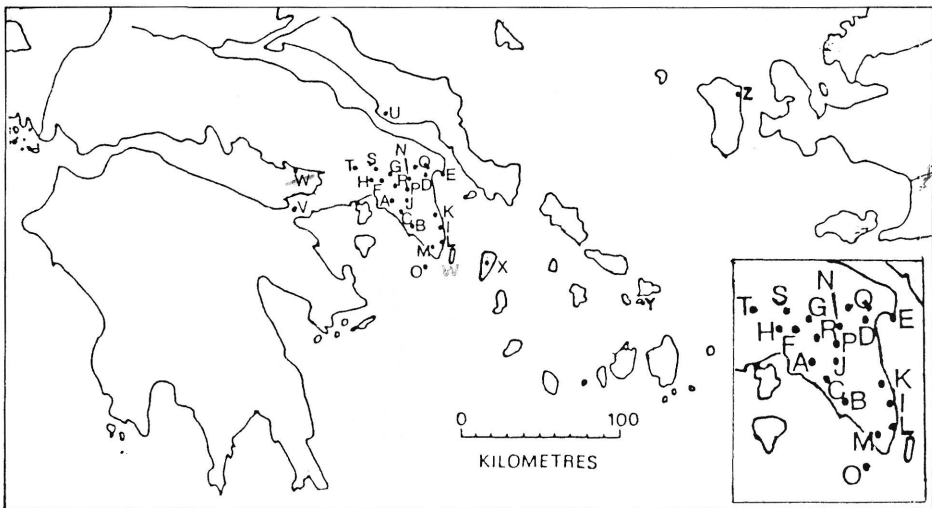 Z
U
N
T S G Q
H F R P D E
W
A J
V
C B K
I
M L
O W X
Y
0 100
KILOMETRES
N
T S G Q
H F R P D E
A J
C B K
I
M L
O